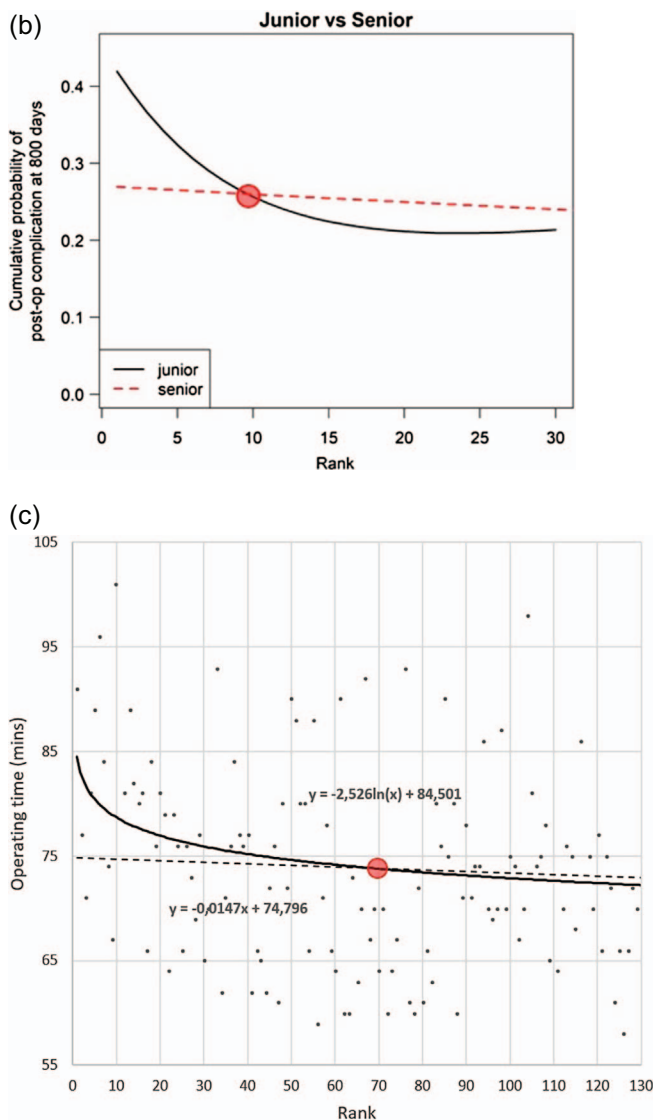 (b)
Junior vs Senior
Cumulative probability of
post-op complication at 800 days
0.4
0.3
0.2
0.1
0.0
junior
senior
0 5 10 15 20 25 30
Rank
(c)
Operating time (mins)
105
95
85
75
65
55
y = -2,526ln(x) + 84,501
y = -0,0147x + 74,796
0 10 20 30 40 50 60 70 80 90 100 110 120 130
Rank